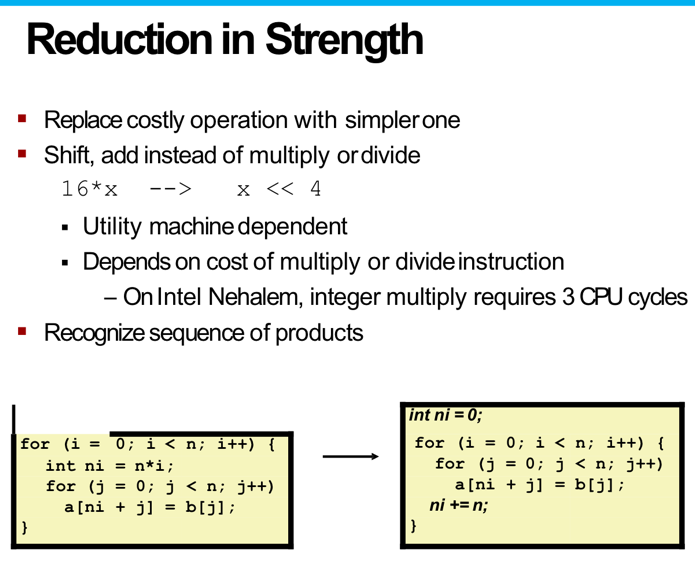 Reduction in Strength
▪ Replace costly operation with simpler one
▪ Shift, add instead of multiply or divide
16*x --> x << 4
▪ Utility machine dependent
▪ Depends on cost of multiply or divide instruction
– On Intel Nehalem, integer multiply requires 3 CPU cycles
▪ Recognize sequence of products
for (i = 0; i < n; i++) {
int ni = n*i;
for (j = 0; j < n; j++)
a[ni + j] = b[j];
}
int ni = 0;
for (i = 0; i < n; i++) {
for (j = 0; j < n; j++)
a[ni + j] = b[j];
ni += n;
}